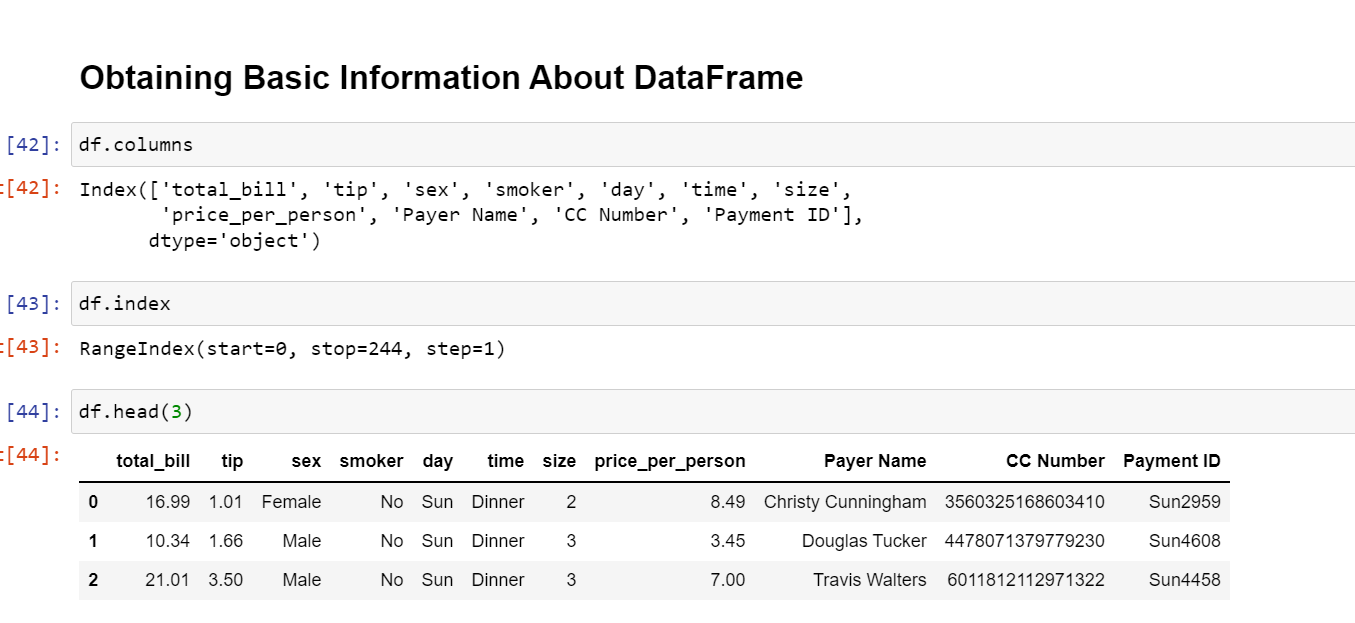 Obtaining Basic Information About DataFrame
[42]: df.columns
:[42]: Index(['total_bill', 'tip', 'sex', 'smoker', 'day', 'time', 'size',
'price_per_person', 'Payer Name', 'CC Number', 'Payment ID'],
dtype='object')
[43]: df.index
:[43]: RangeIndex(start=0, stop=244, step=1)
[44]: df.head(3)
:[44]:
total_bill tip sex smoker day time size price_per_person Payer Name CC Number Payment ID
0 16.99 1.01 Female No Sun Dinner 2 8.49 Christy Cunningham 3560325168603410 Sun2959
1 10.34 1.66 Male No Sun Dinner 3 3.45 Douglas Tucker 4478071379779230 Sun4608
2 21.01 3.50 Male No Sun Dinner 3 7.00 Travis Walters 6011812112971322 Sun4458